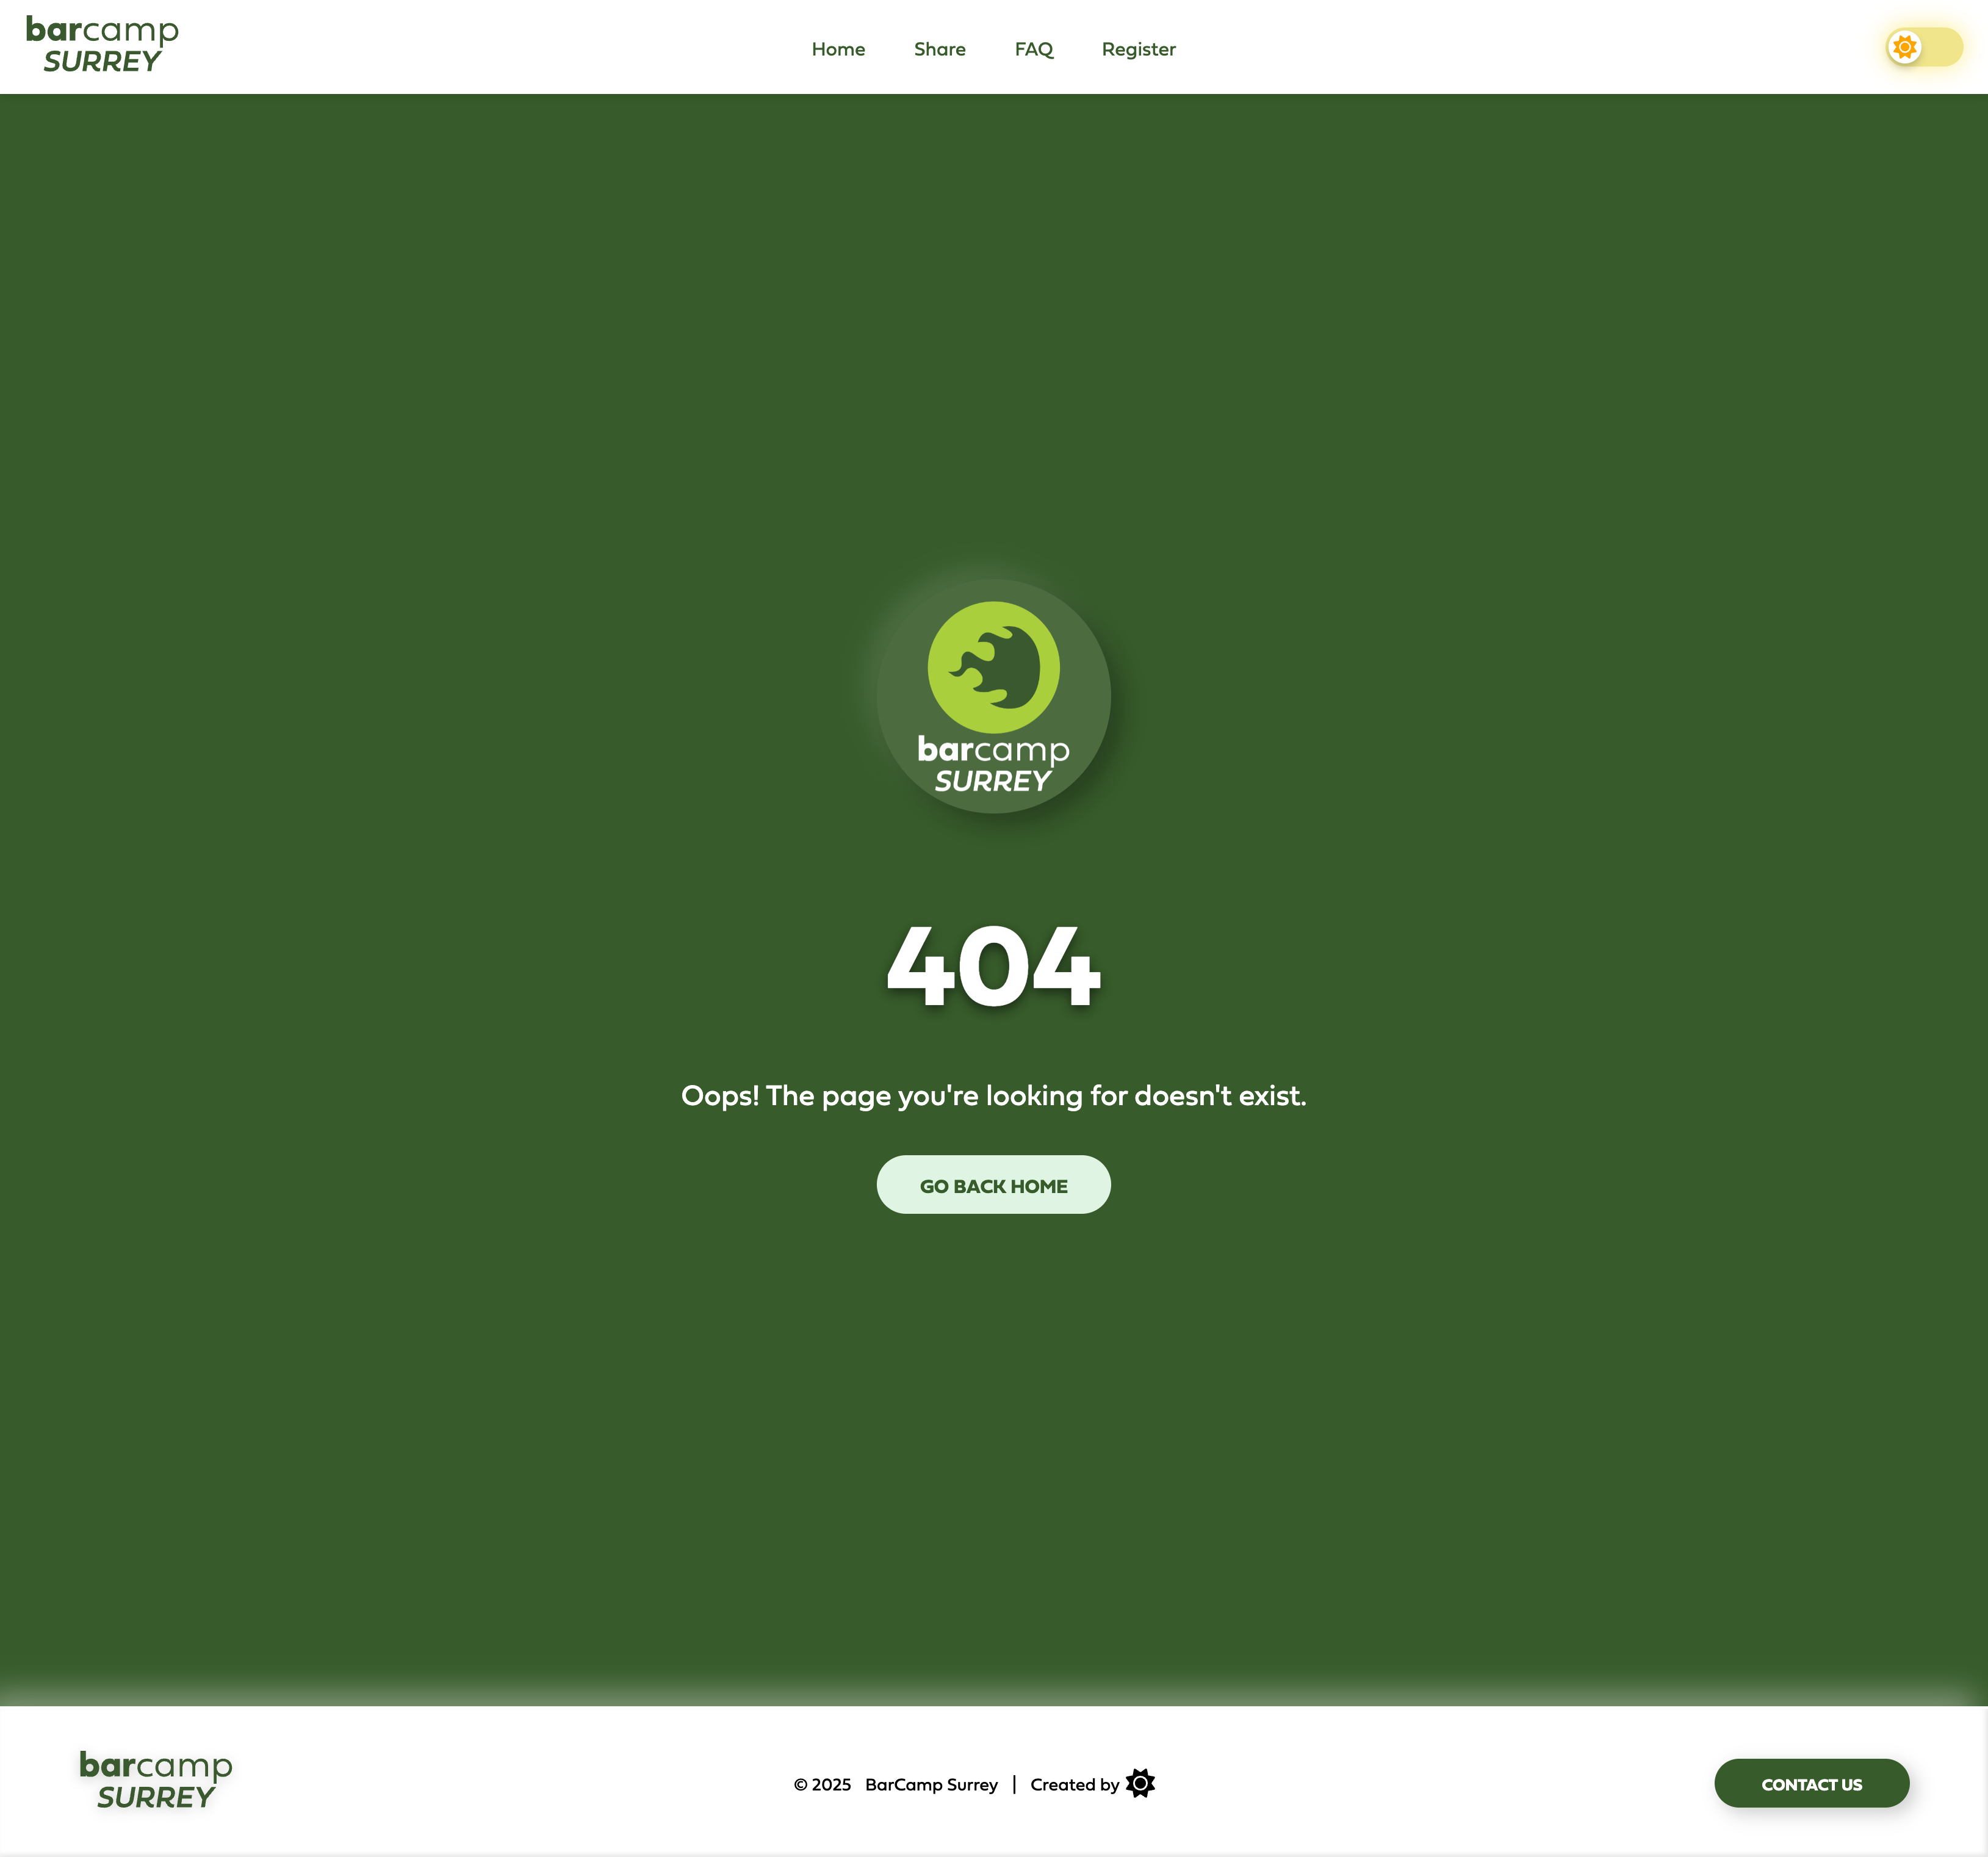 barcamp
SURREY
Home Share FAQ Register
barcamp
SURREY
404
Oops! The page you're looking for doesn't exist.
GO BACK HOME
barcamp
SURREY
© 2025 BarCamp Surrey | Created by
CONTACT US